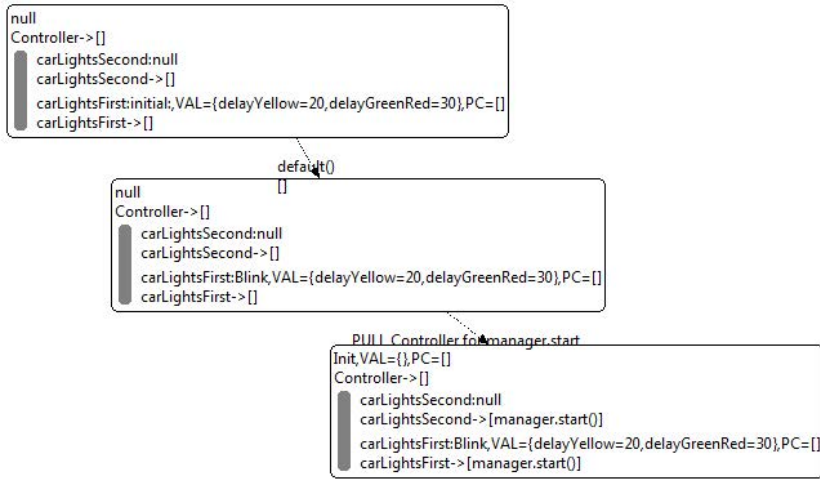 null
Controller->[]
carLightsSecond:null
carLightsSecond->[]
carLightsFirst:initial:,VAL={delayYellow=20,delayGreenRed=30},PC=[]
carLightsFirst->[]
default()
[]
null
Controller->[]
carLightsSecond:null
carLightsSecond->[]
carLightsFirst:Blink,VAL={delayYellow=20,delayGreenRed=30},PC=[]
carLightsFirst->[]
PULL Controller for manager.start
Init,VAL={},PC=[]
Controller->[]
carLightsSecond:null
carLightsSecond->[manager.start()]
carLightsFirst:Blink,VAL={delayYellow=20,delayGreenRed=30},PC=[]
carLightsFirst->[manager.start()]